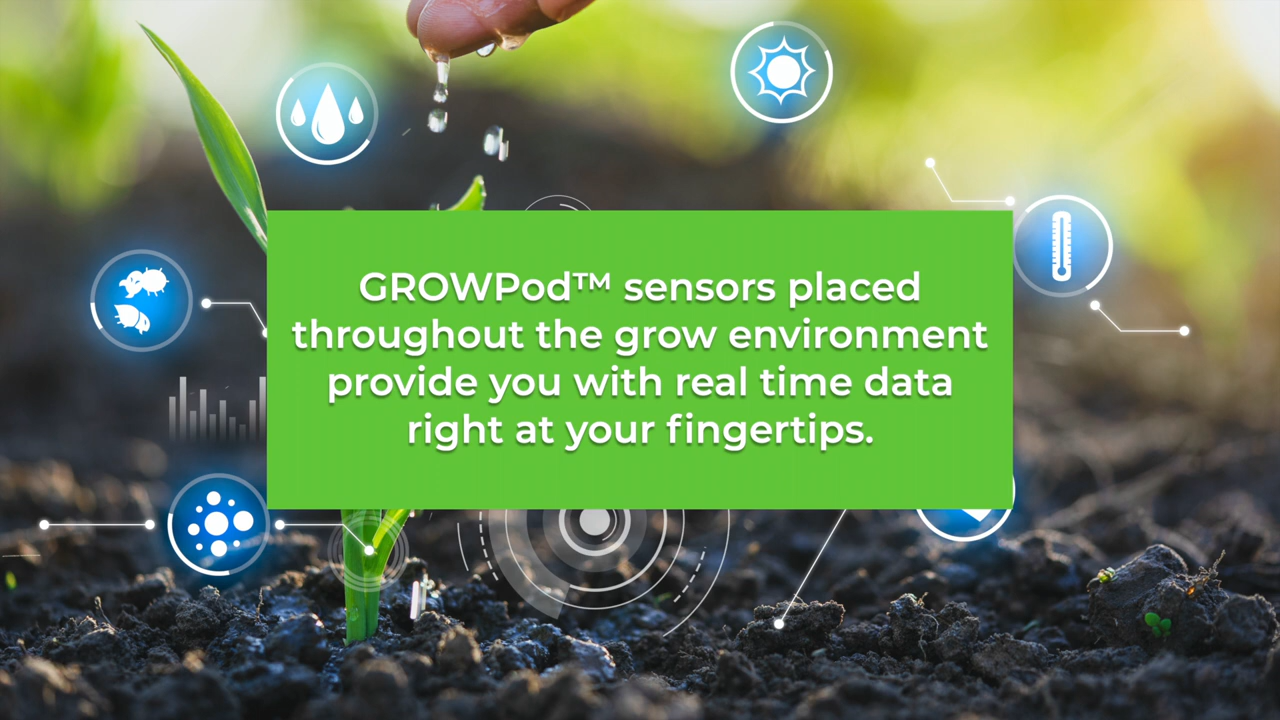 GROWPod™ sensors placed
throughout the grow environment
provide you with real time data
right at your fingertips.